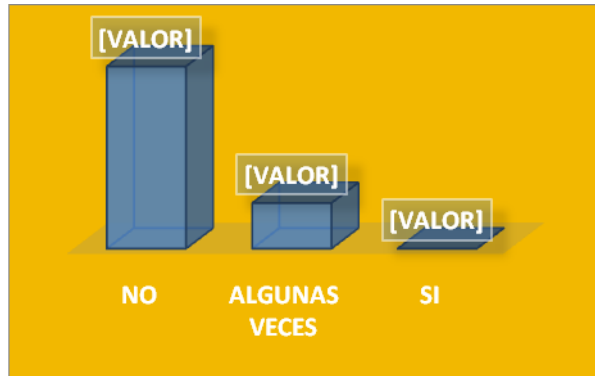 [VALOR]
[VALOR]
[VALOR]
NO
ALGUNAS
VECES
SI